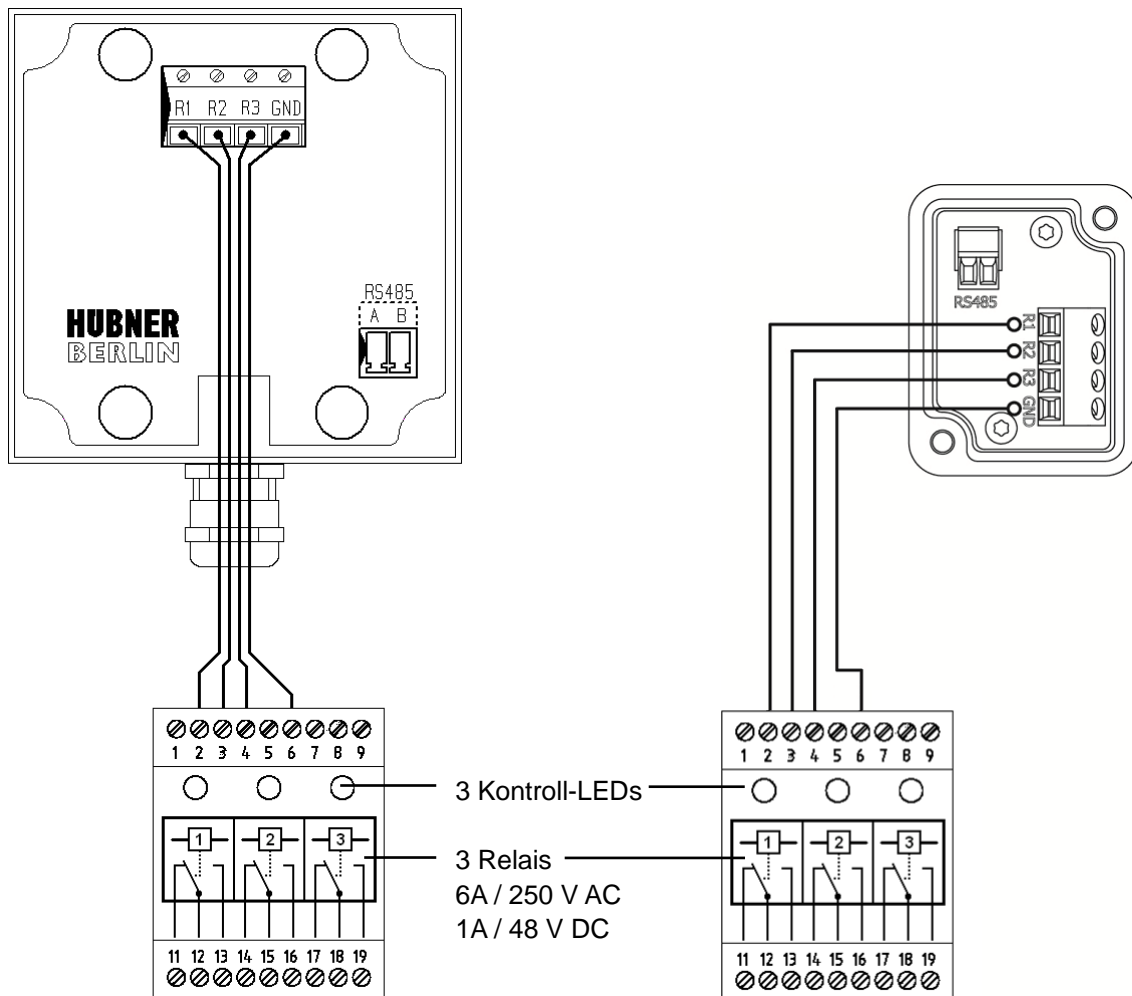 R1 R2 R3 GND
RS485
A B
HÜBNER
BERLIN
RS485
R1
R2
R3
GND
1 2 3 4 5 6 7 8 9
1 2 3 4 5 6 7 8 9
3 Kontroll-LEDs
1 2 3
1 2 3
3 Relais
6A / 250 V AC
1A / 48 V DC
11 12 13 14 15 16 17 18 19
11 12 13 14 15 16 17 18 19